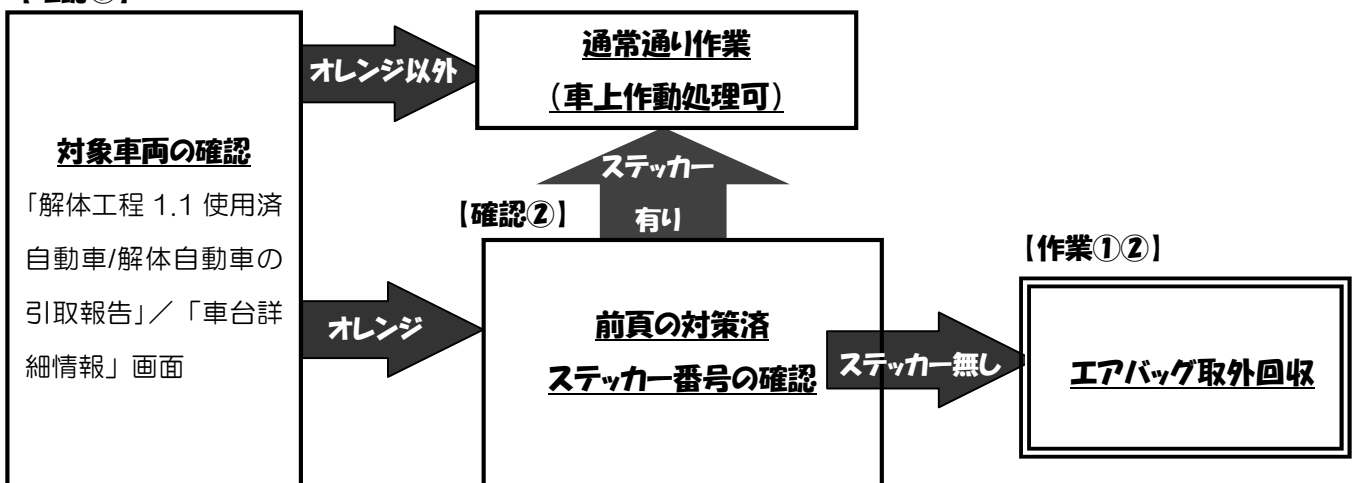 対象車両の確認
「解体工程 1.1 使用済
自動車/解体自動車の
引取報告」／「車台詳
細情報」画面
オレンジ以外
通常通り作業
(車上作動処理可)
ステッカー
有り
【確認②】
オレンジ
前頁の対策済
ステッカー番号の確認
ステッカー無し
【作業①②】
エアバッグ取外回収